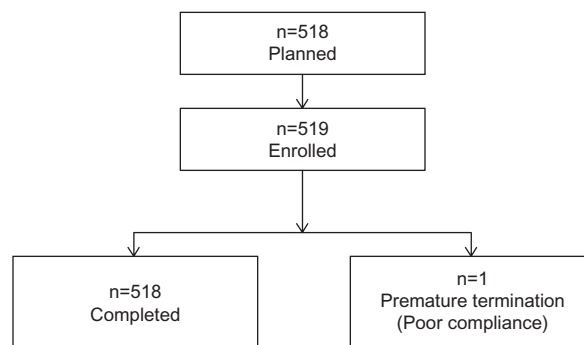 n=518
Planned
n=519
Enrolled
n=518
Completed
n=1
Premature termination
(Poor compliance)